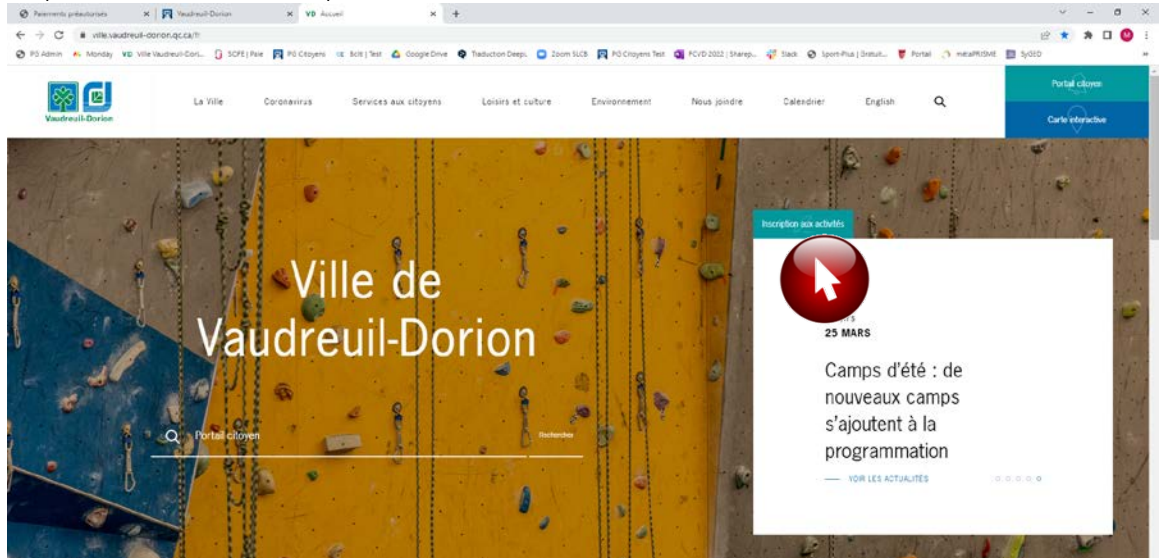 Paiements préautorisés
Vaudreuil-Dorion
VD Accueil
ville.vaudreuil-dorion.qc.ca/fr
PG Admin
Monday
VD Ville Vaudreuil-Dori...
SCFE | Paie
PG Citoyens
Google Drive
Traduction DeepL
Zoom SLCB
PG Citoyens Test
FCVD 2022 | Sharep...
Slack
Sport-Plus | Gratuit...
Portail
SyGED
Vaudreuil-Dorion
La Ville
Coronavirus
Services aux citoyens
Loisirs et culture
Environnement
Nous joindre
Calendrier
English
Portail citoyen
Carte interactive
Inscription aux activités
Ville de
Vaudreuil-Dorion
Portail citoyen
Rechercher
25 MARS
Camps d'été : de
nouveaux camps
s'ajoutent à la
programmation
VOIR LES ACTUALITÉS